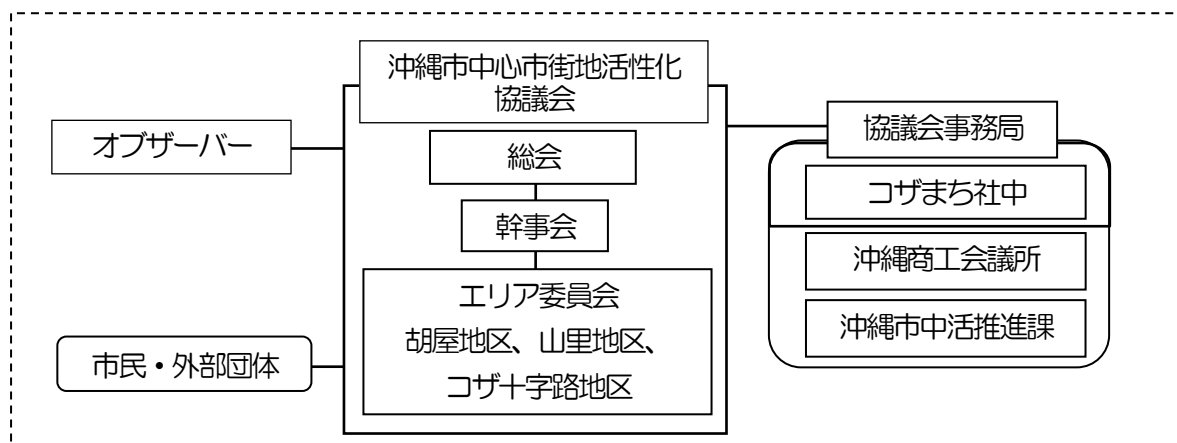 沖縄市中心市街地活性化
協議会
オブザーバー
総会
幹事会
エリア委員会
胡屋地区、山里地区、
コザ十字路地区
市民・外部団体
協議会事務局
コザまち社中
沖縄商工会議所
沖縄市中活推進課